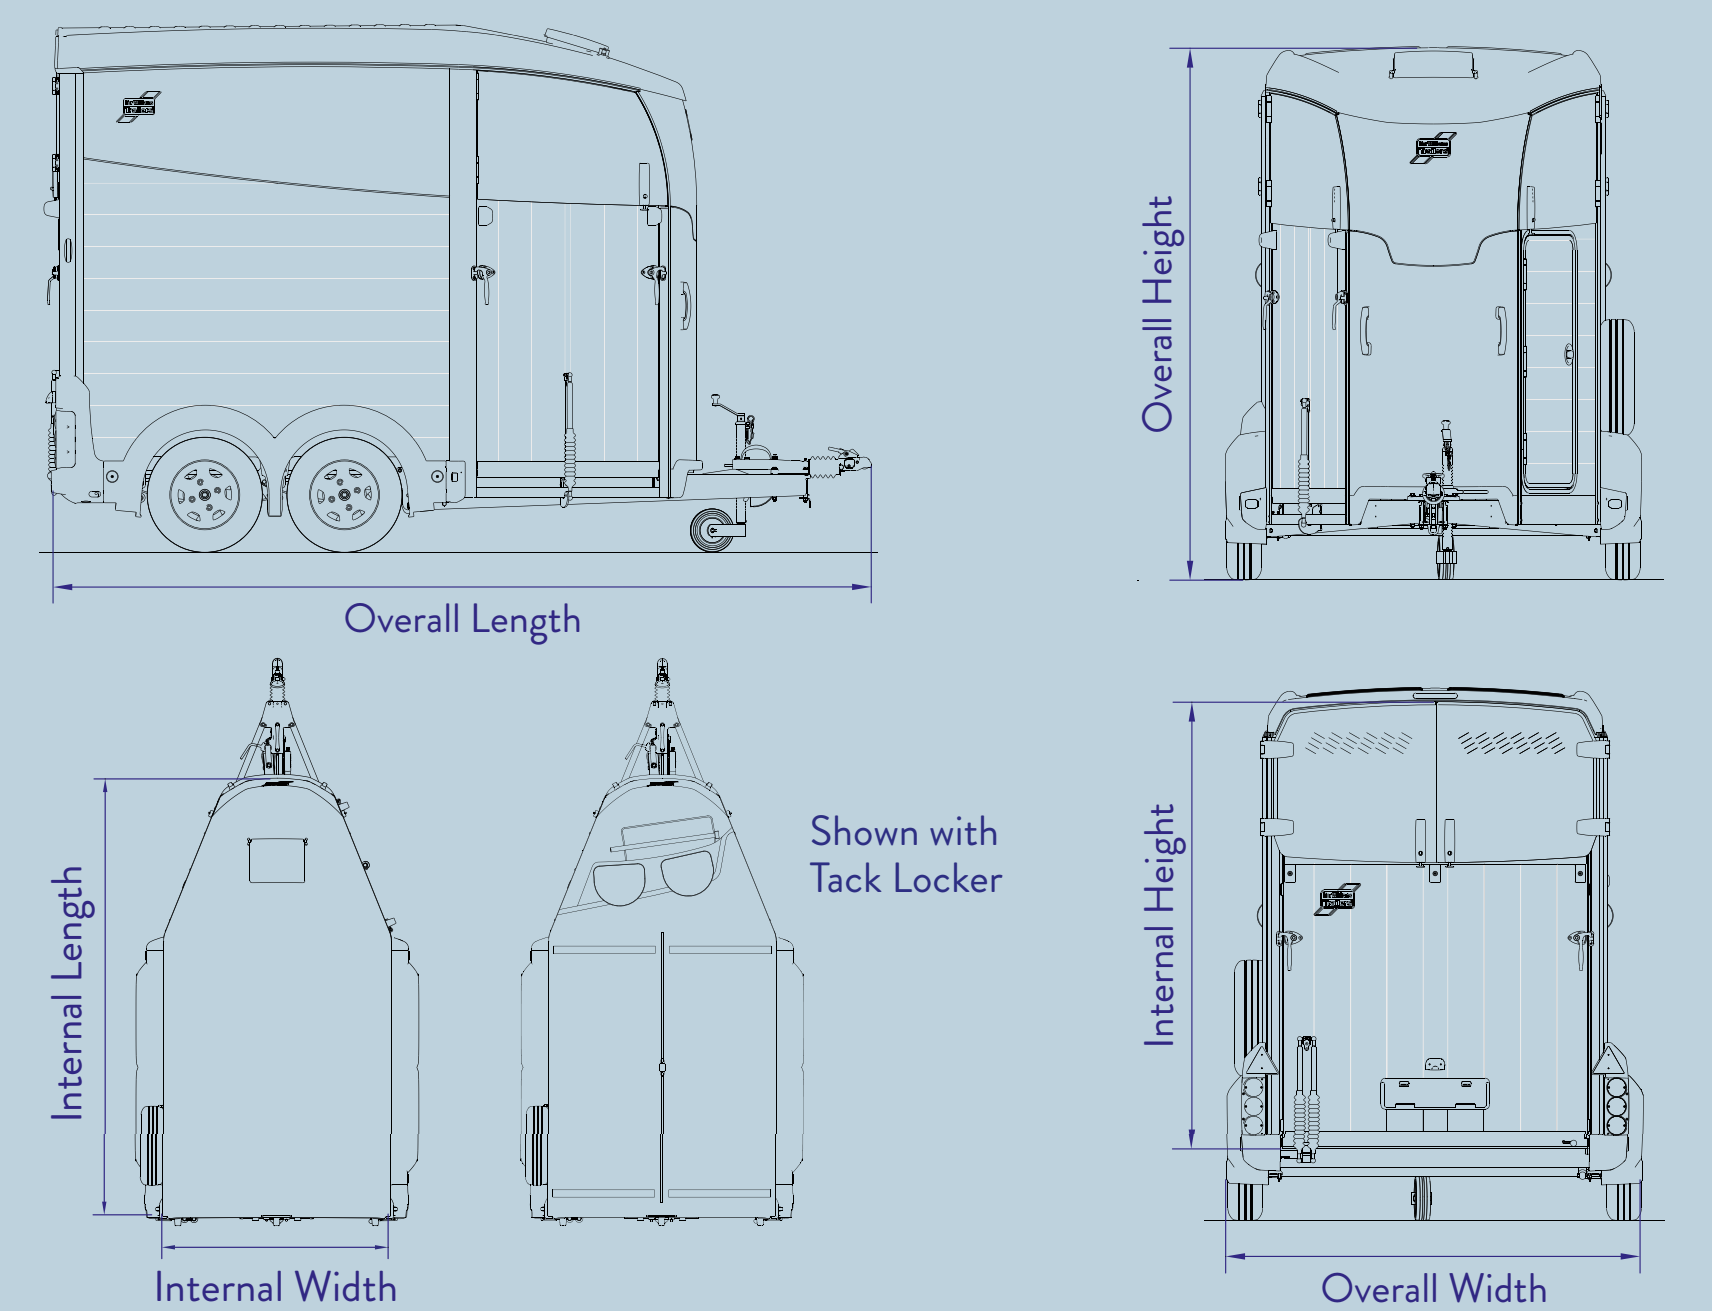 Overall Length
Overall Height
Shown with
Tack Locker
Internal Length
Internal Width
Internal Height
Overall Width